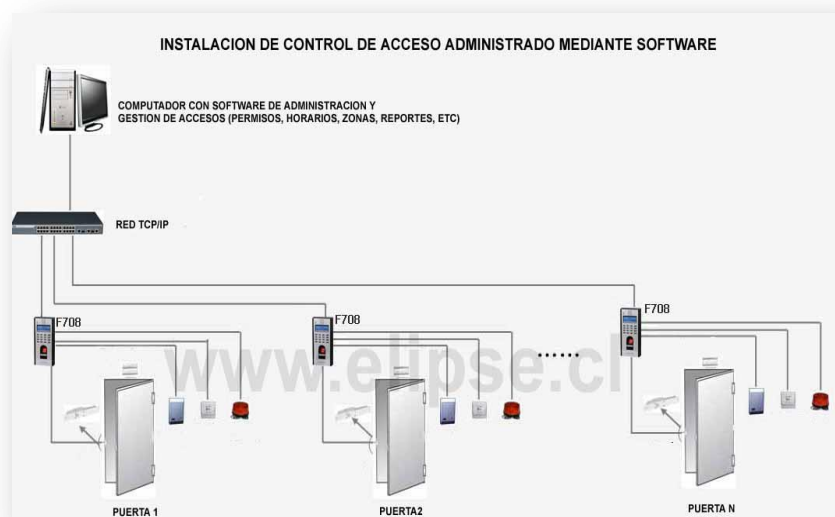 INSTALACION DE CONTROL DE ACCESO ADMINISTRADO MEDIANTE SOFTWARE
COMPUTADOR CON SOFTWARE DE ADMINISTRACION Y
GESTION DE ACCESOS (PERMISOS, HORARIOS, ZONAS, REPORTES, ETC)
RED TCP/IP
F708
F708
F708
......
www.elipse.cl
PUERTA 1
PUERTA2
PUERTA N